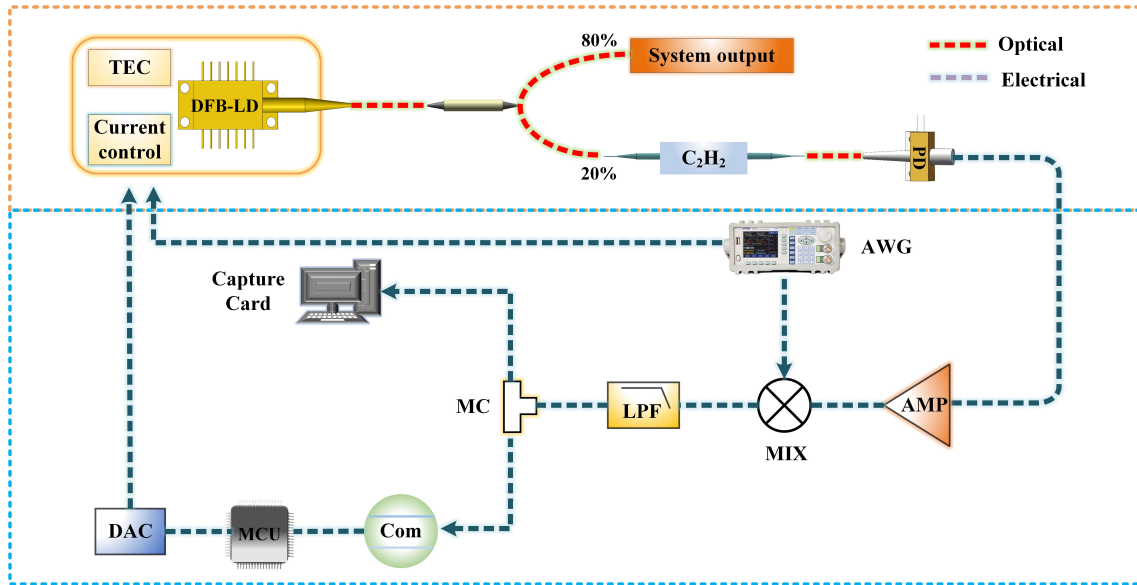 TEC
Current
control
DFB-LD
80%
20%
System output
C₂H₂
PD
Optical
Electrical
AWG
Capture
Card
MC
LPF
MIX
AMP
DAC
MCU
Com